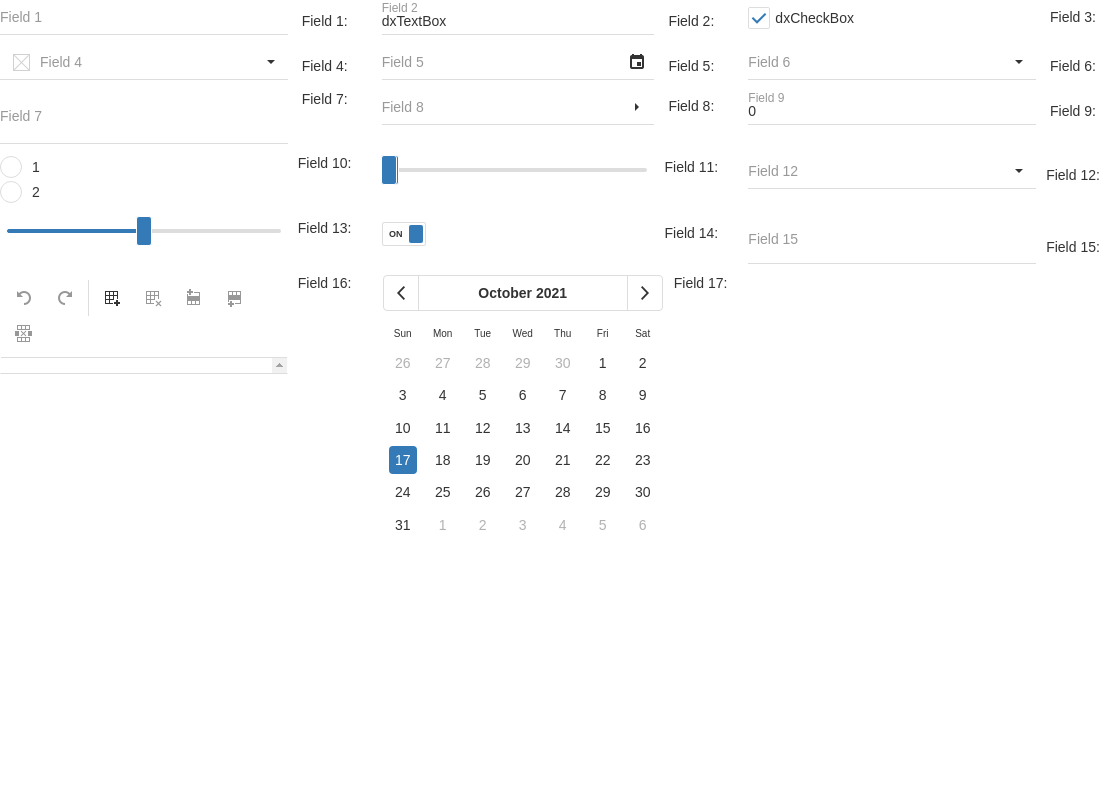 Field 1
Field 1:
Field 2
dxTextBox
Field 2:
dxCheckBox
Field 3:
Field 4
Field 4:
Field 5
Field 5:
Field 6
Field 6:
Field 7
Field 7:
Field 8
Field 8:
Field 9
0
Field 9:
1
2
Field 10:
Field 11:
Field 12
Field 12:
Field 13:
ON
Field 14:
Field 15
Field 15:
Field 16:
October 2021
Field 17:
Sun Mon Tue Wed Thu Fri Sat
26 27 28 29 30 1 2
3 4 5 6 7 8 9
10 11 12 13 14 15 16
17 18 19 20 21 22 23
24 25 26 27 28 29 30
31 1 2 3 4 5 6